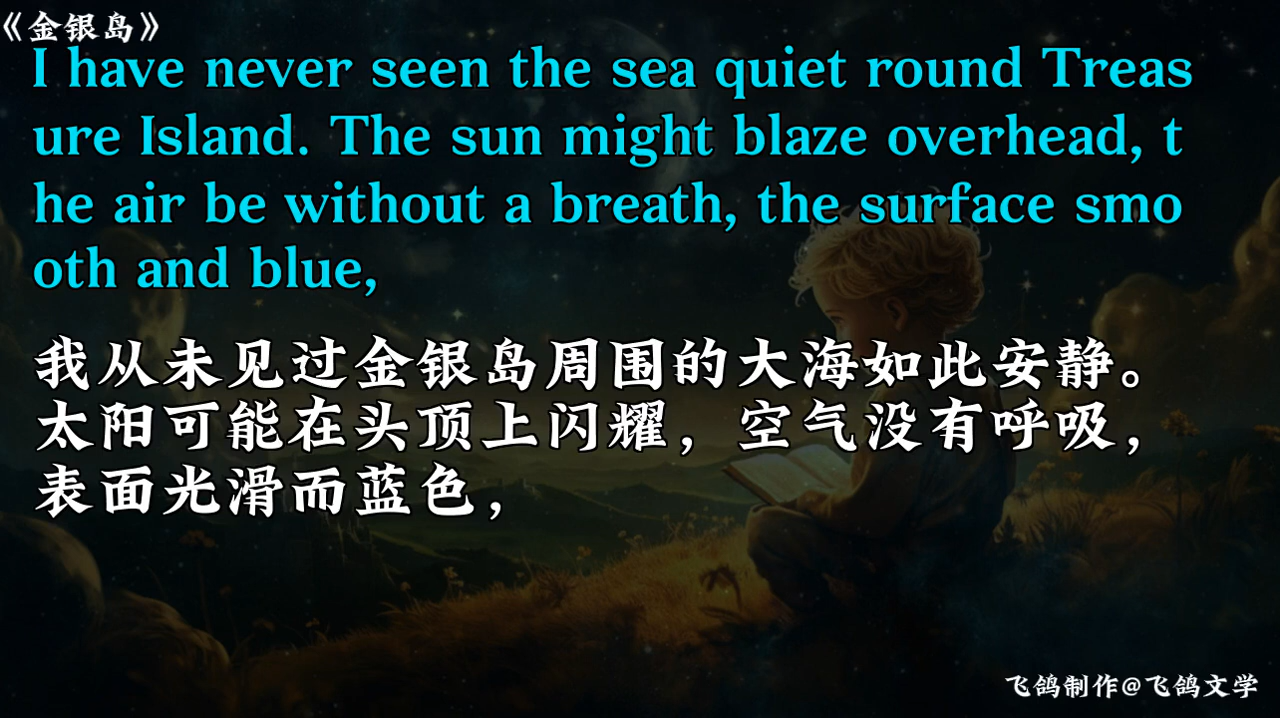 《金银岛》
I have never seen the sea quiet round Treas
ure Island. The sun might blaze overhead, t
he air be without a breath, the surface smo
oth and blue,
我从未见过金银岛周围的大海如此安静。
太阳可能在头顶上闪耀，空气没有呼吸，
表面光滑而蓝色，
飞鸽制作@飞鸽文学